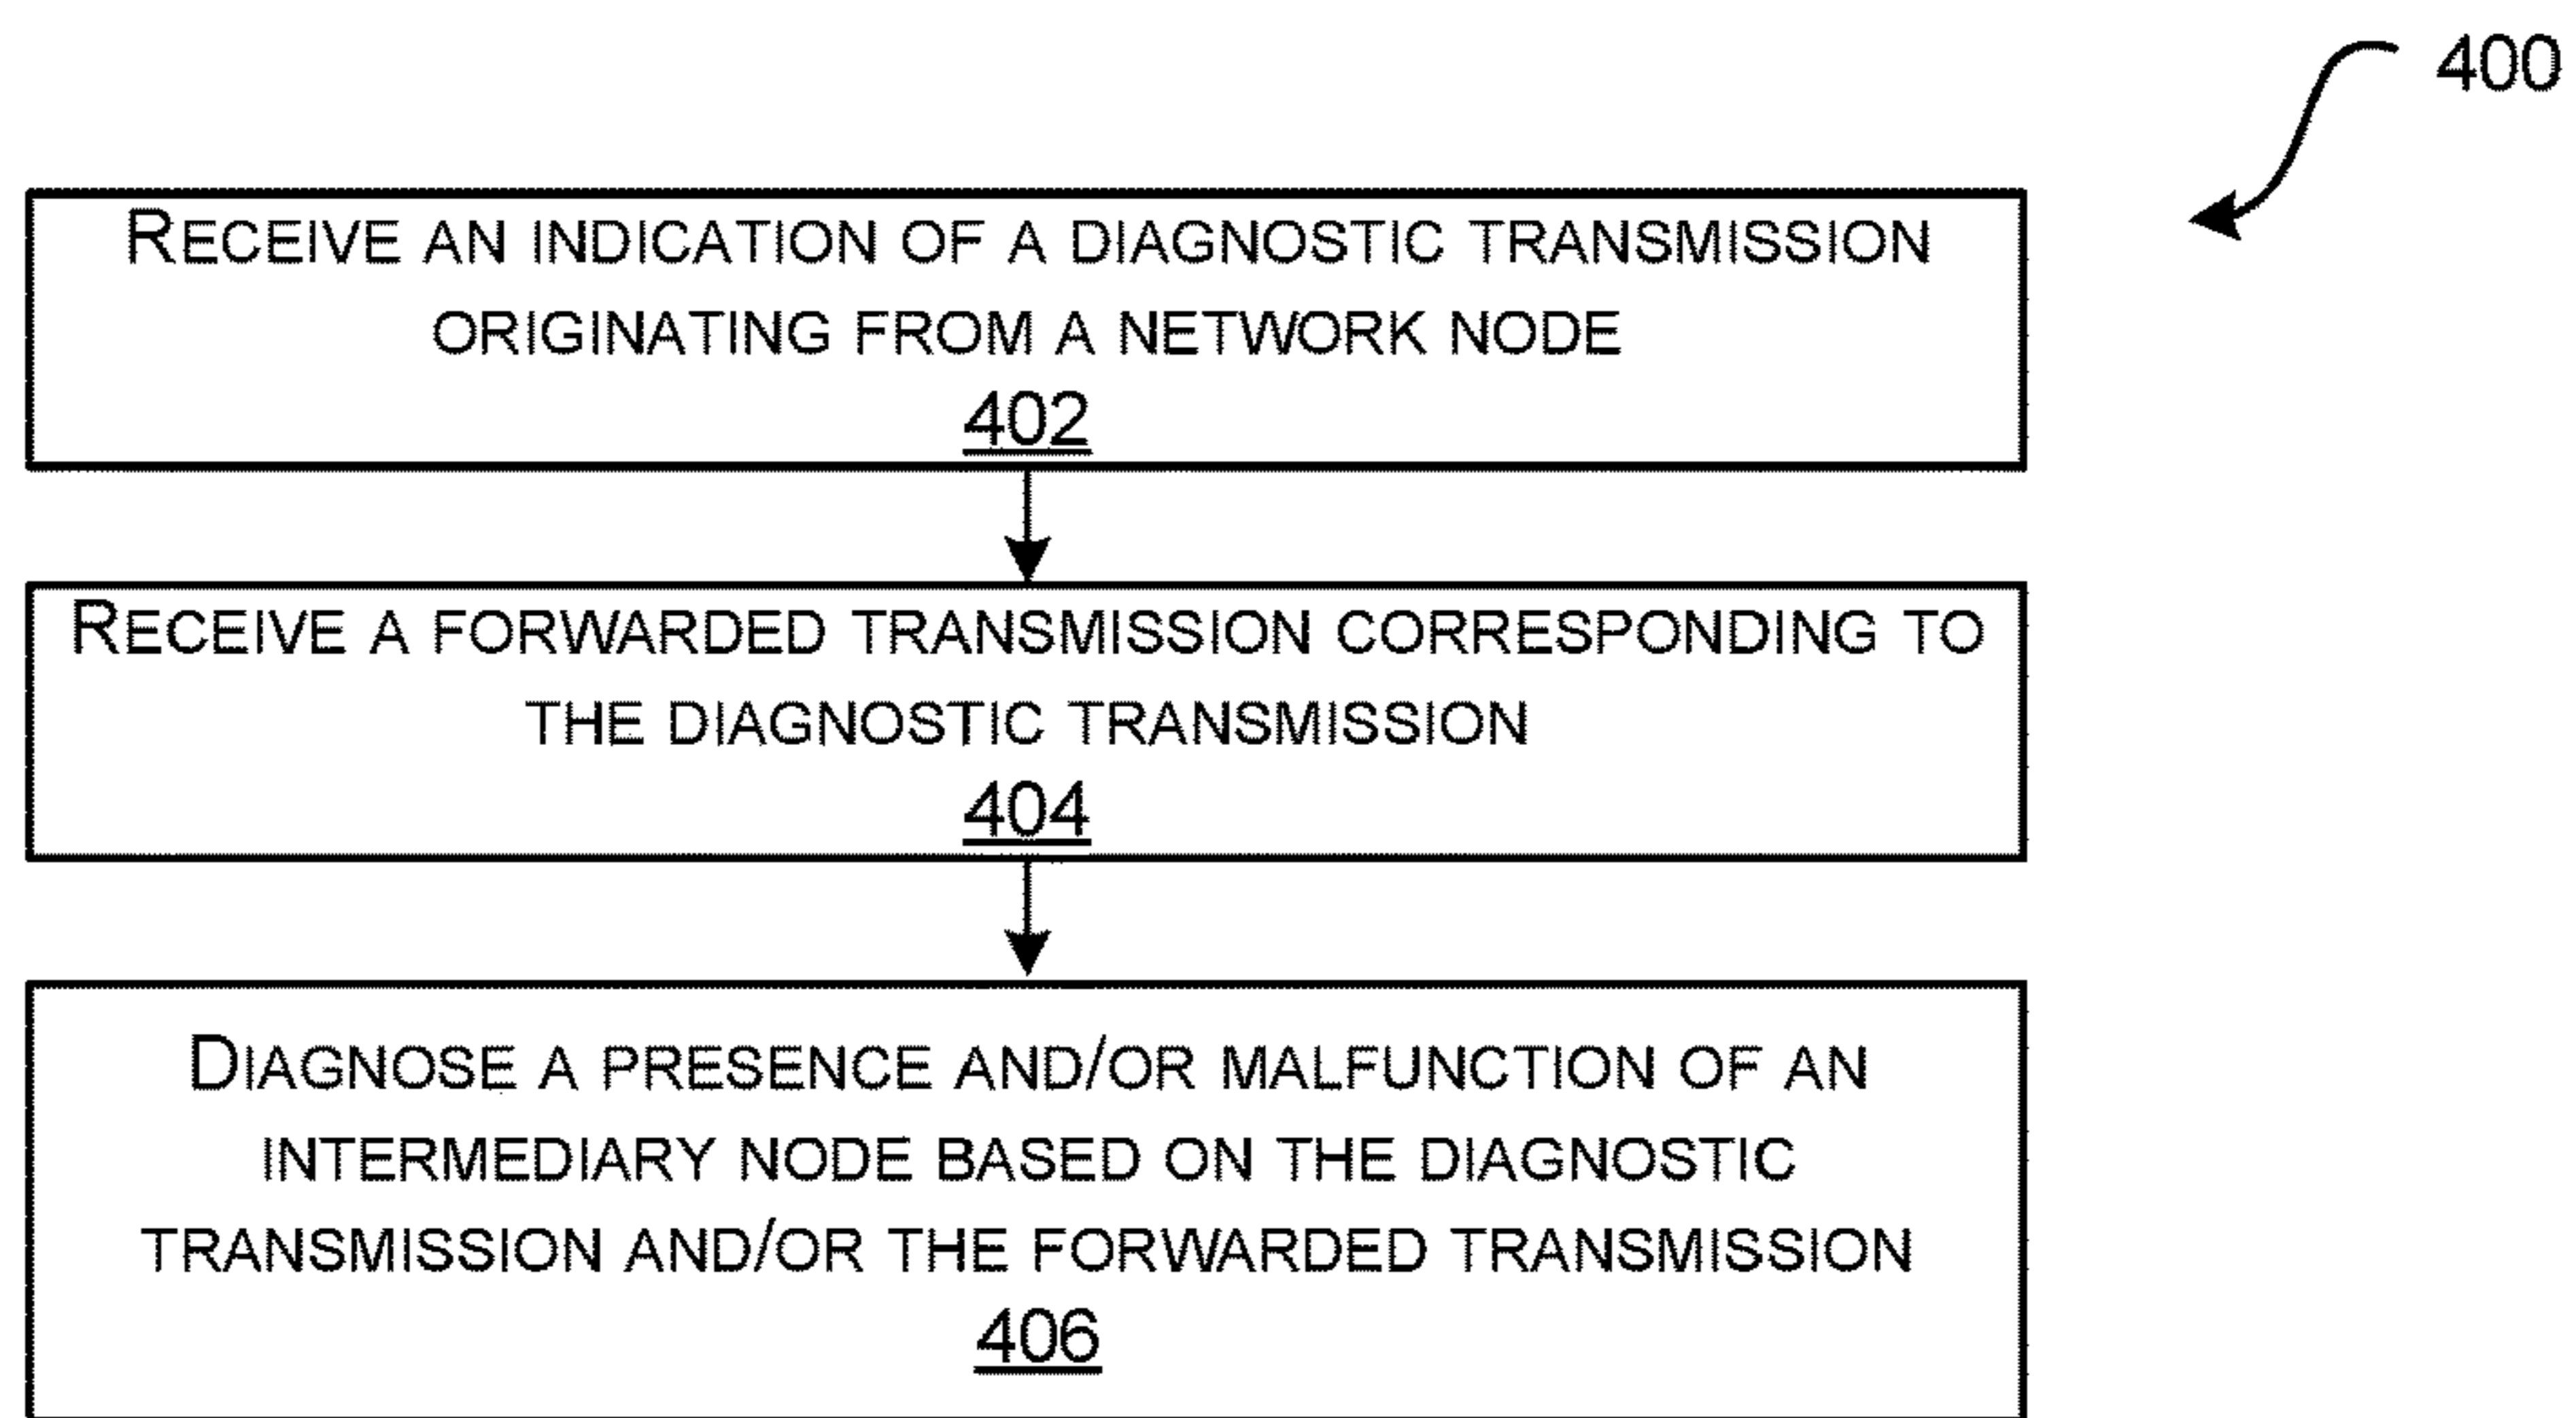 400
RECEIVE AN INDICATION OF A DIAGNOSTIC TRANSMISSION
ORIGINATING FROM A NETWORK NODE
402
RECEIVE A FORWARDED TRANSMISSION CORRESPONDING TO
THE DIAGNOSTIC TRANSMISSION
404
DIAGNOSE A PRESENCE AND/OR MALFUNCTION OF AN
INTERMEDIARY NODE BASED ON THE DIAGNOSTIC
TRANSMISSION AND/OR THE FORWARDED TRANSMISSION
406